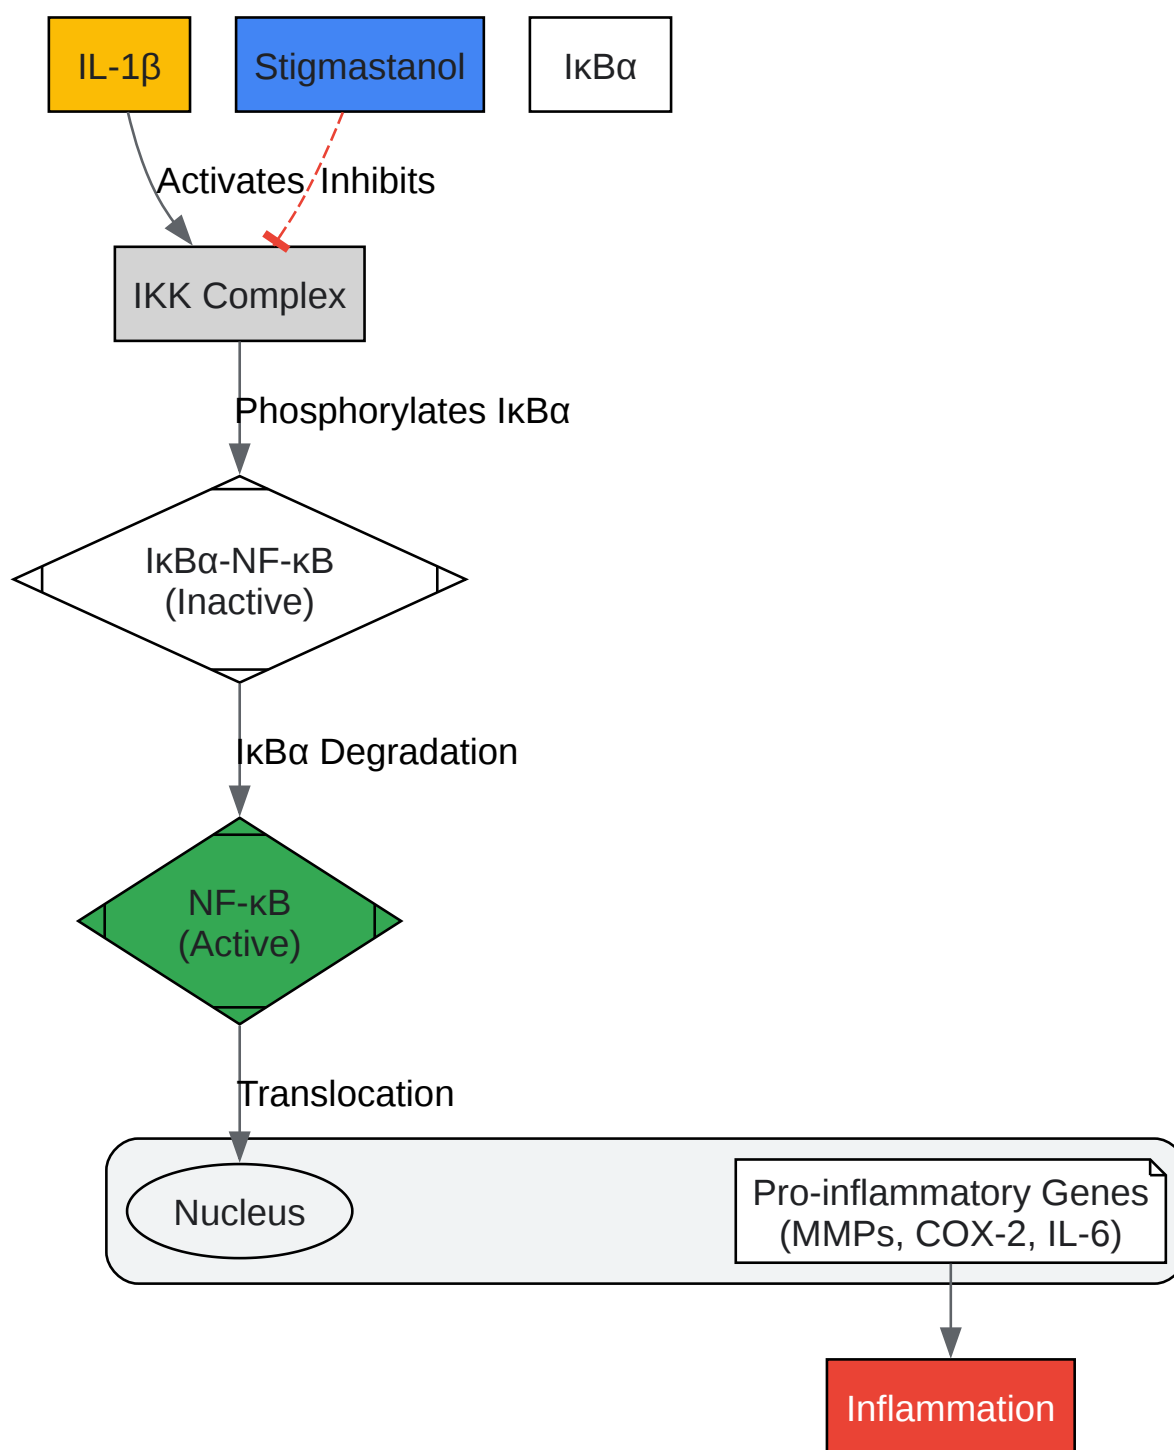 IL-1β
Stigmastanol
IκBα
Activates
Inhibits
IKK Complex
Phosphorylates IκBα
IκBα-NF-κB
(Inactive)
IκBα Degradation
NF-κB
(Active)
Translocation
Nucleus
Pro-inflammatory Genes
(MMPs, COX-2, IL-6)
Inflammation